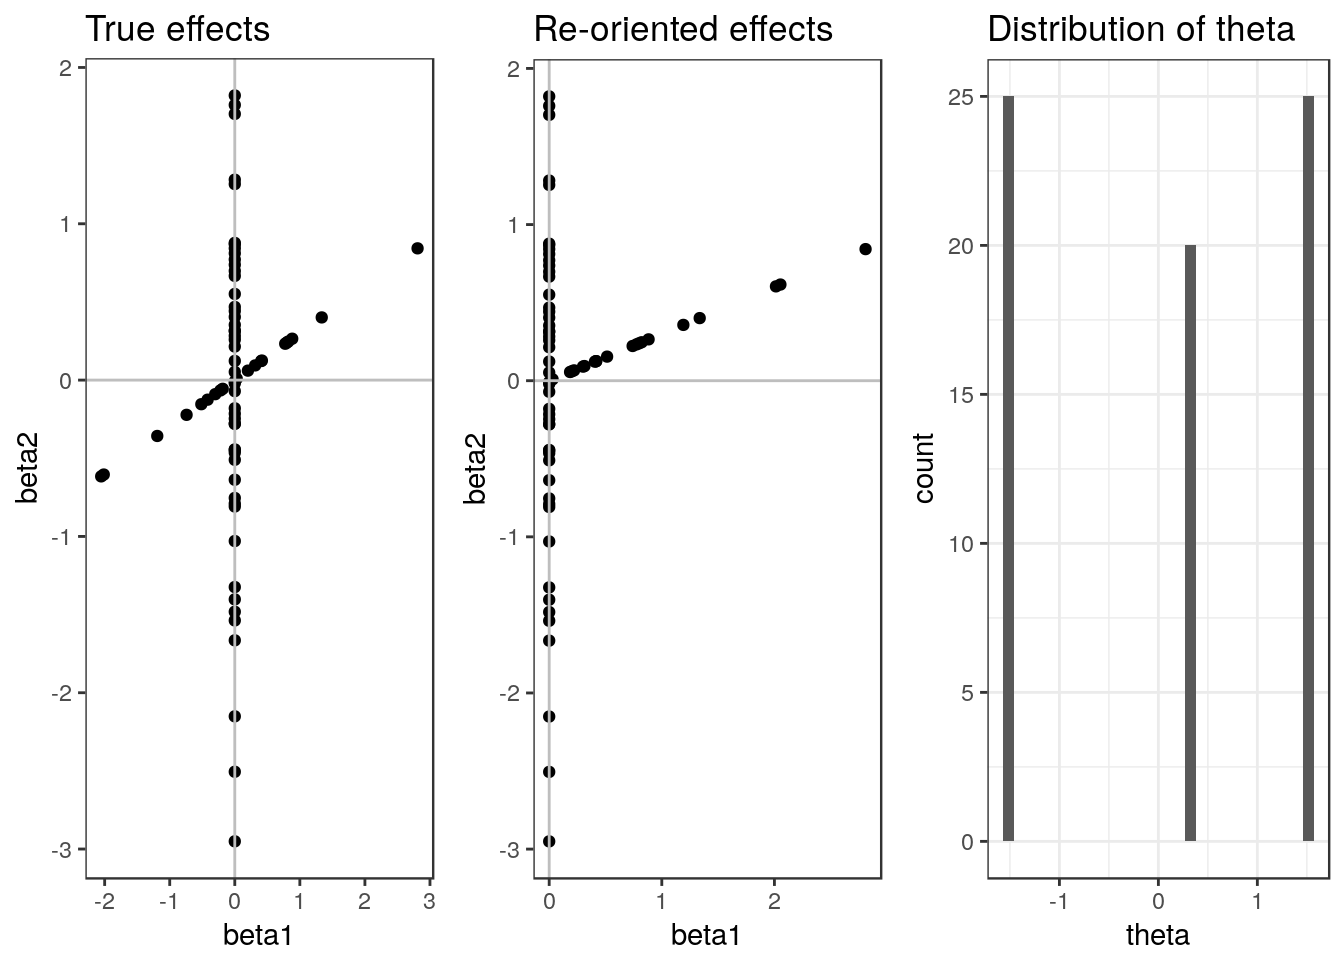 True effects
2
1
0
-1
-2
-3
beta2
-2 -1 0 1 2 3
beta1
Re-oriented effects
2
1
0
-1
-2
-3
beta2
0 1 2
beta1
Distribution of theta
25
20
15
10
5
0
count
-1 0 1
theta